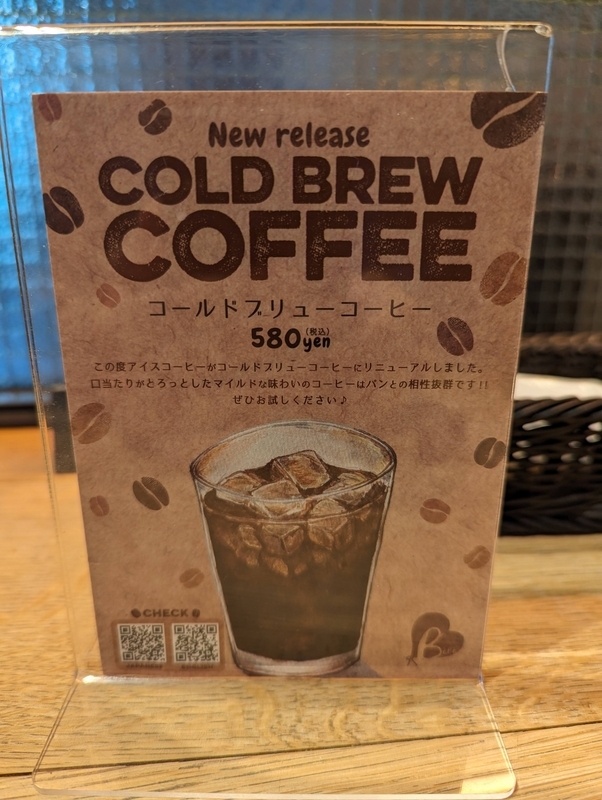 New release
COLD BREW
COFFEE
コールドブリューコーヒー
580yen(税込)
この度アイスコーヒーがコールドブリューコーヒーにリニューアルしました。
口当たりがとろっとしたマイルドな味わいのコーヒーはパンとの相性抜群です!!
ぜひお試しください♪
CHECK